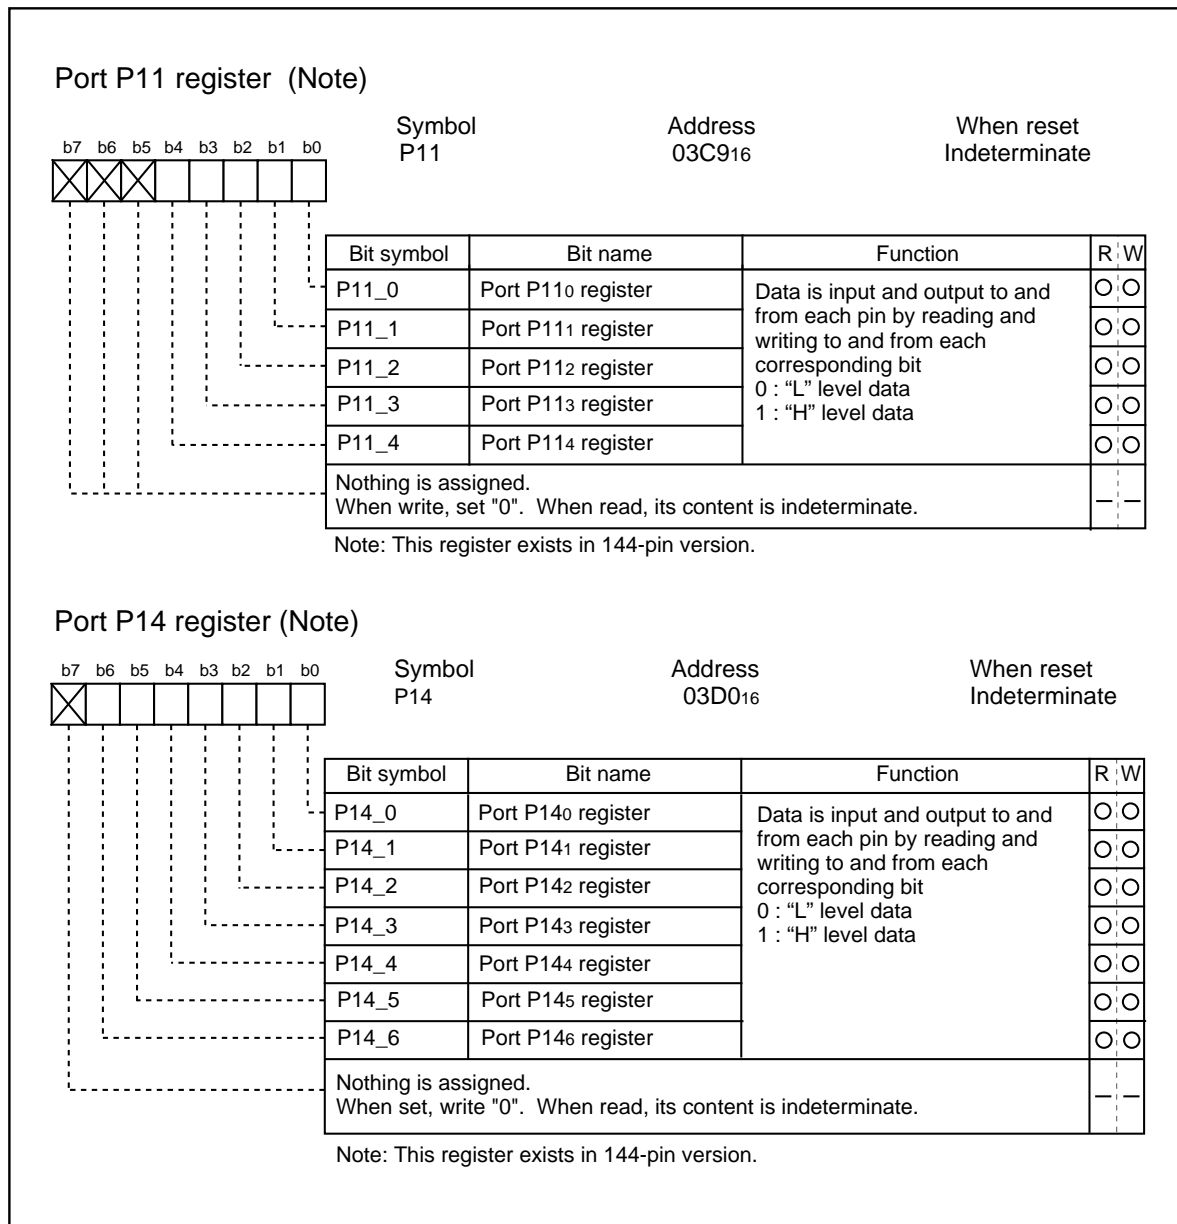 Port P11 register  (Note)
Symbol Address When reset
P11 03C916 Indeterminate
b7 b6 b5 b4 b3 b2 b1 b0
Bit symbol Bit name Function R W
P11_0 Port P110 register
P11_1 Port P111 register
P11_2 Port P112 register
P11_3 Port P113 register
P11_4 Port P114 register
Data is input and output to and
from each pin by reading and
writing to and from each
corresponding bit
0 : “L” level data
1 : “H” level data
Nothing is assigned.
When write, set "0".  When read, its content is indeterminate.
Note: This register exists in 144-pin version.
Port P14 register (Note)
Symbol Address When reset
P14 03D016 Indeterminate
b7 b6 b5 b4 b3 b2 b1 b0
Bit symbol Bit name Function R W
P14_0 Port P140 register
P14_1 Port P141 register
P14_2 Port P142 register
P14_3 Port P143 register
P14_4 Port P144 register
P14_5 Port P145 register
P14_6 Port P146 register
Data is input and output to and
from each pin by reading and
writing to and from each
corresponding bit
0 : “L” level data
1 : “H” level data
Nothing is assigned.
When set, write "0".  When read, its content is indeterminate.
Note: This register exists in 144-pin version.